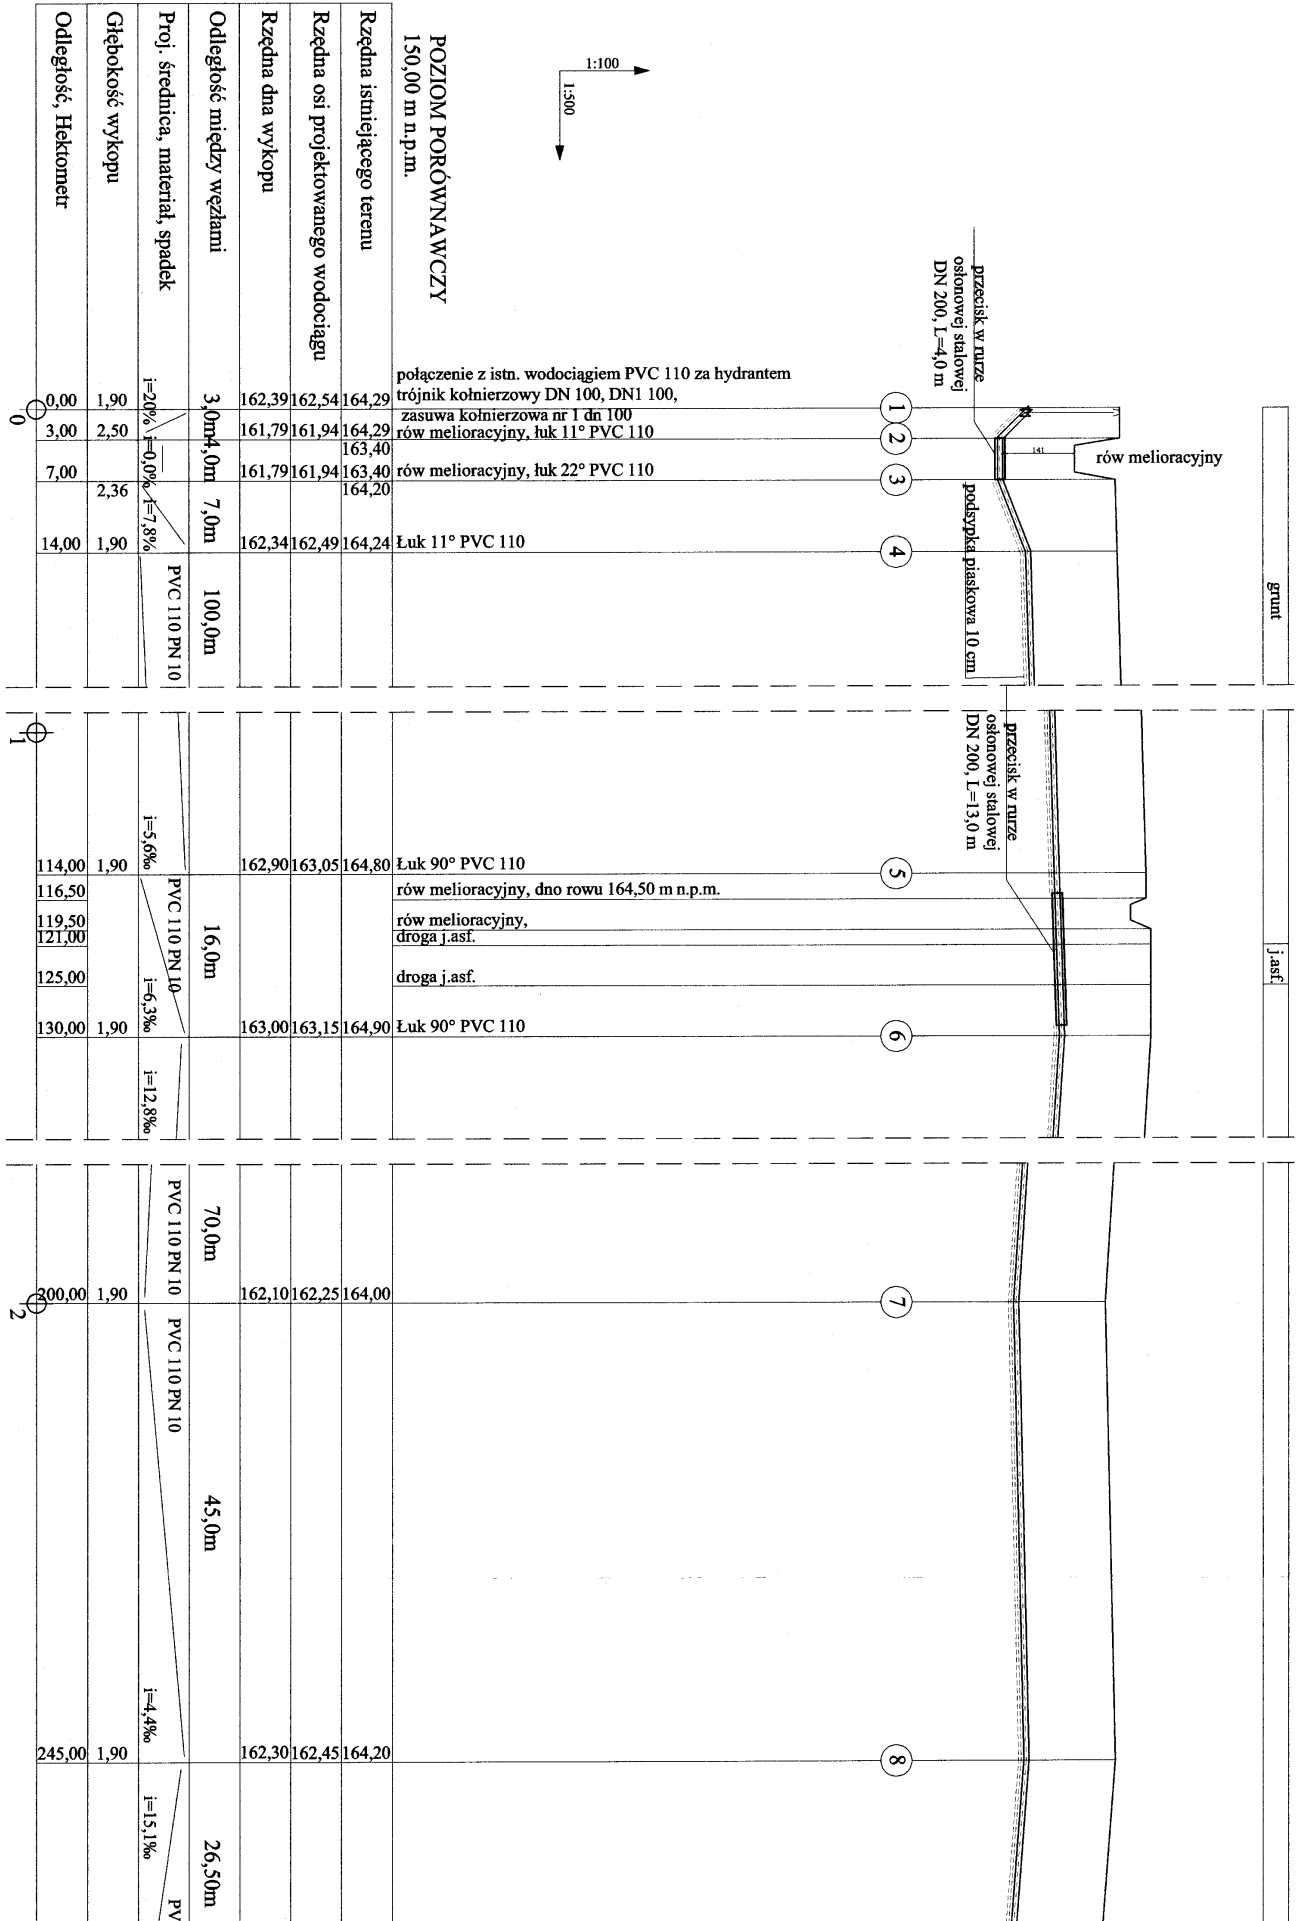 1:100
1:500
POZIOM PORÓWNAWCZY
150,00 m n.p.m.
Rzędna istniejącego terenu
Rzędna osi projektowanego wodociągu
Rzędna dna wykopu
Odległość między węzłami
Proj. średnica, materiał, spadek
Głębokość wykopu
Odległość, Hektometr
przecisk w rurze
osłonowej stalowej
DN 200, L=4,0 m
połączenie z istn. wodociągiem PVC 110 za hydrantem
trójnik kołnierzowy DN 100, DN1 100,
zasuwa kołnierzowa nr 1 dn 100
0,00 1,90 i=20% 3,0m 162,39 162,54 164,29
1
0
3,00 2,50 161,79 161,94 164,29 rów melioracyjny, łuk 11° PVC 110
2
163,40
i=0,0% 4,0m
141
rów melioracyjny
7,00 161,79 161,94 163,40 rów melioracyjny, łuk 22° PVC 110
3
2,36 164,20
i=7,8% 7,0m
14,00 1,90 162,34 162,49 164,24 Łuk 11° PVC 110
4
podsypka piaskowa 10 cm
grunt
PVC 110 PN 10
100,0m
1
przecisk w rurze
osłonowej stalowej
DN 200, L=13,0 m
i=5,6‰
114,00 1,90 162,90 163,05 164,80 Łuk 90° PVC 110
5
116,50 rów melioracyjny, dno rowu 164,50 m n.p.m.
119,50 rów melioracyjny,
121,00 droga j.asf.
PVC 110 PN 10
16,0m
j.asf.
125,00 droga j.asf.
i=6,3‰
130,00 1,90 163,00 163,15 164,90 Łuk 90° PVC 110
6
i=12,8‰
PVC 110 PN 10
70,0m
200,00 1,90 162,10 162,25 164,00
7
2
PVC 110 PN 10
45,0m
i=4,4‰
245,00 1,90 162,30 162,45 164,20
8
i=15,1‰
26,50m
PV